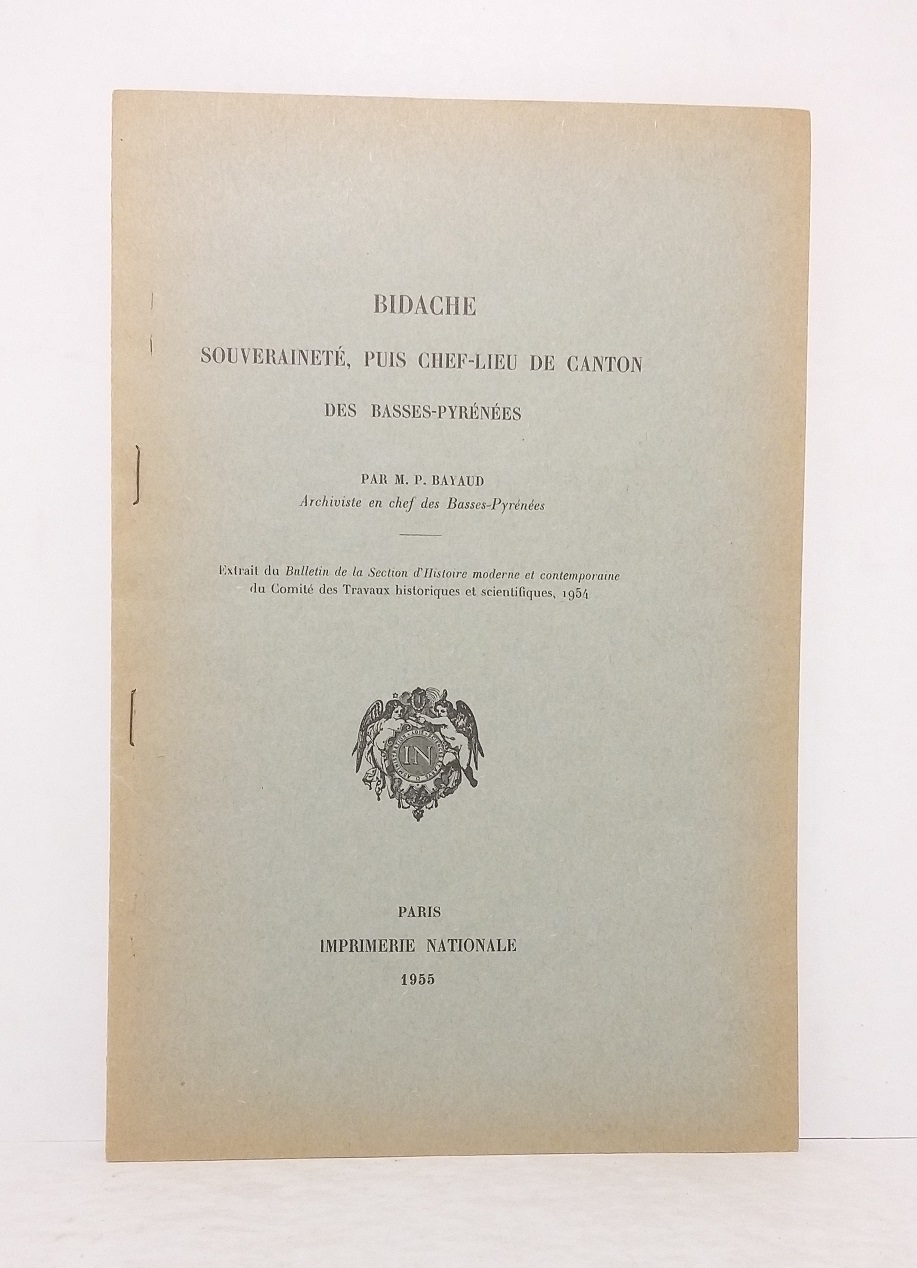 BIDACHE
SOUVERAINETÉ, PUIS CHEF-LIEU DE CANTON
DES BASSES-PYRÉNÉES
PAR M. P. BAYAUD
Archiviste en chef des Basses-Pyrénées
Extrait du Bulletin de la Section d'Histoire moderne et contemporaine
du Comité des Travaux historiques et scientifiques, 1954
IN
PARIS
IMPRIMERIE NATIONALE
1955